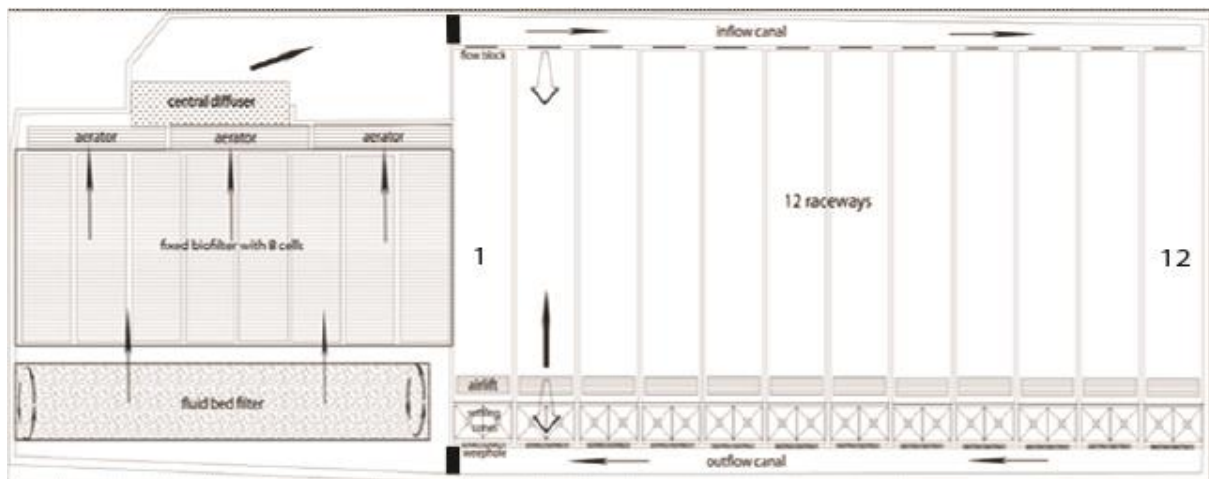 inflow canal
flow block
central diffuser
aerator
aerator
aerator
12 raceways
fixed biofilter with 8 cells
1
12
airlift
fluid bed filter
settling
weephole
outflow canal